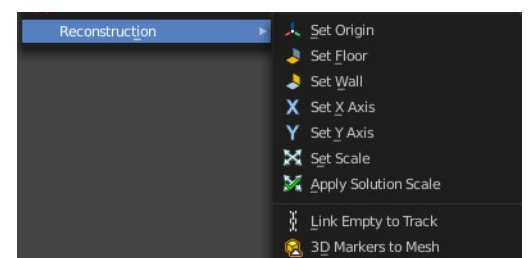 Reconstruction
Set Origin
Set Floor
Set Wall
Set X Axis
Set Y Axis
Set Scale
Apply Solution Scale
Link Empty to Track
3D Markers to Mesh